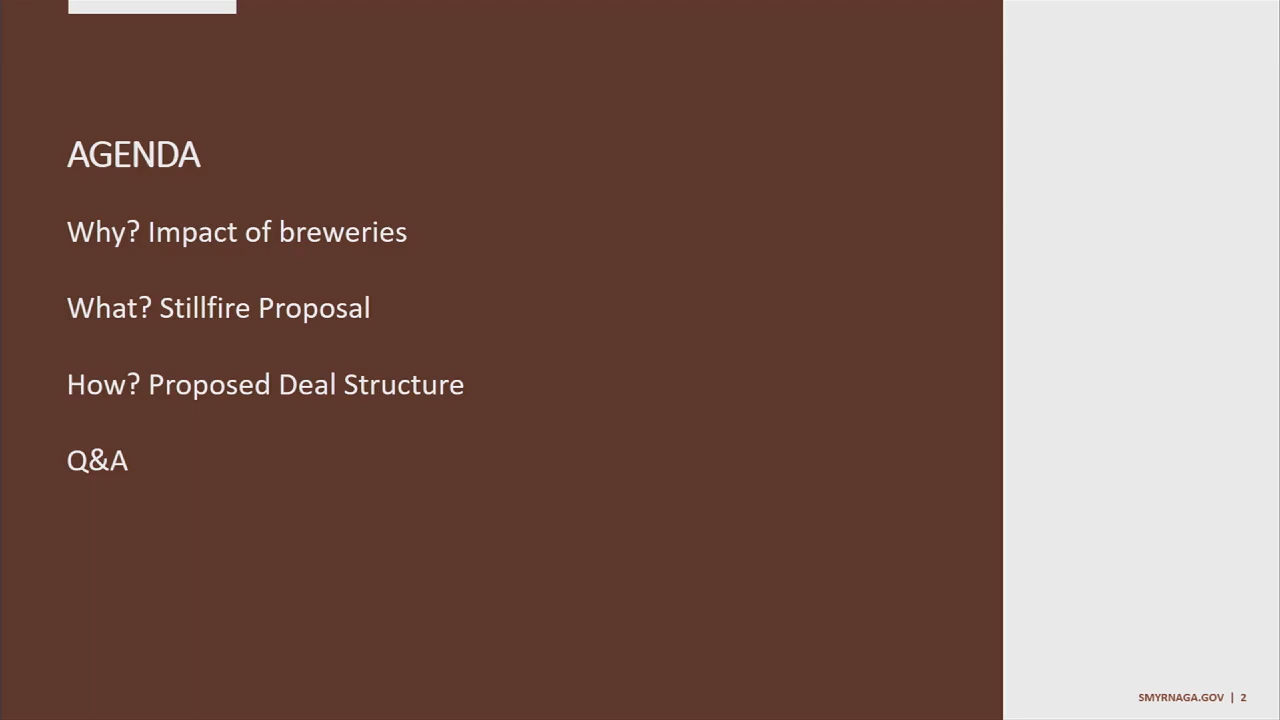 AGENDA
Why? Impact of breweries
What? Stillfire Proposal
How? Proposed Deal Structure
Q&A
SMYRNAGA.GOV | 2